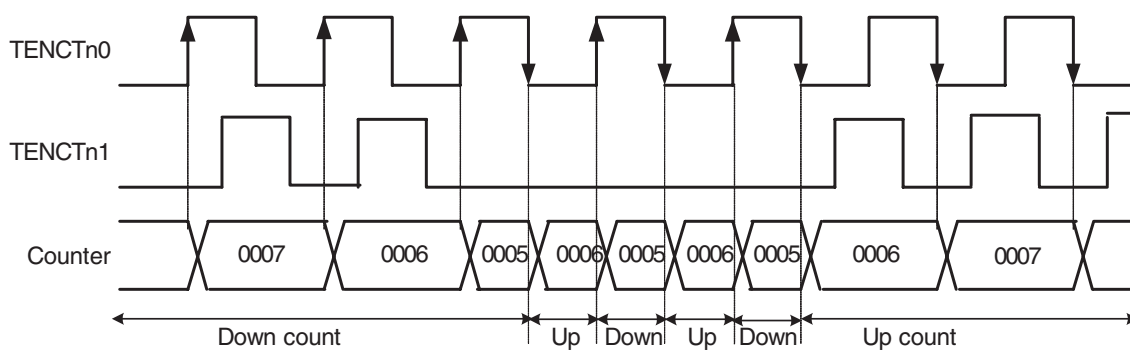 TENCTn0
TENCTn1
Counter 0007 0006 0005 0006 0005 0006 0005 0006 0007
Down count Up Down Up Down Up count